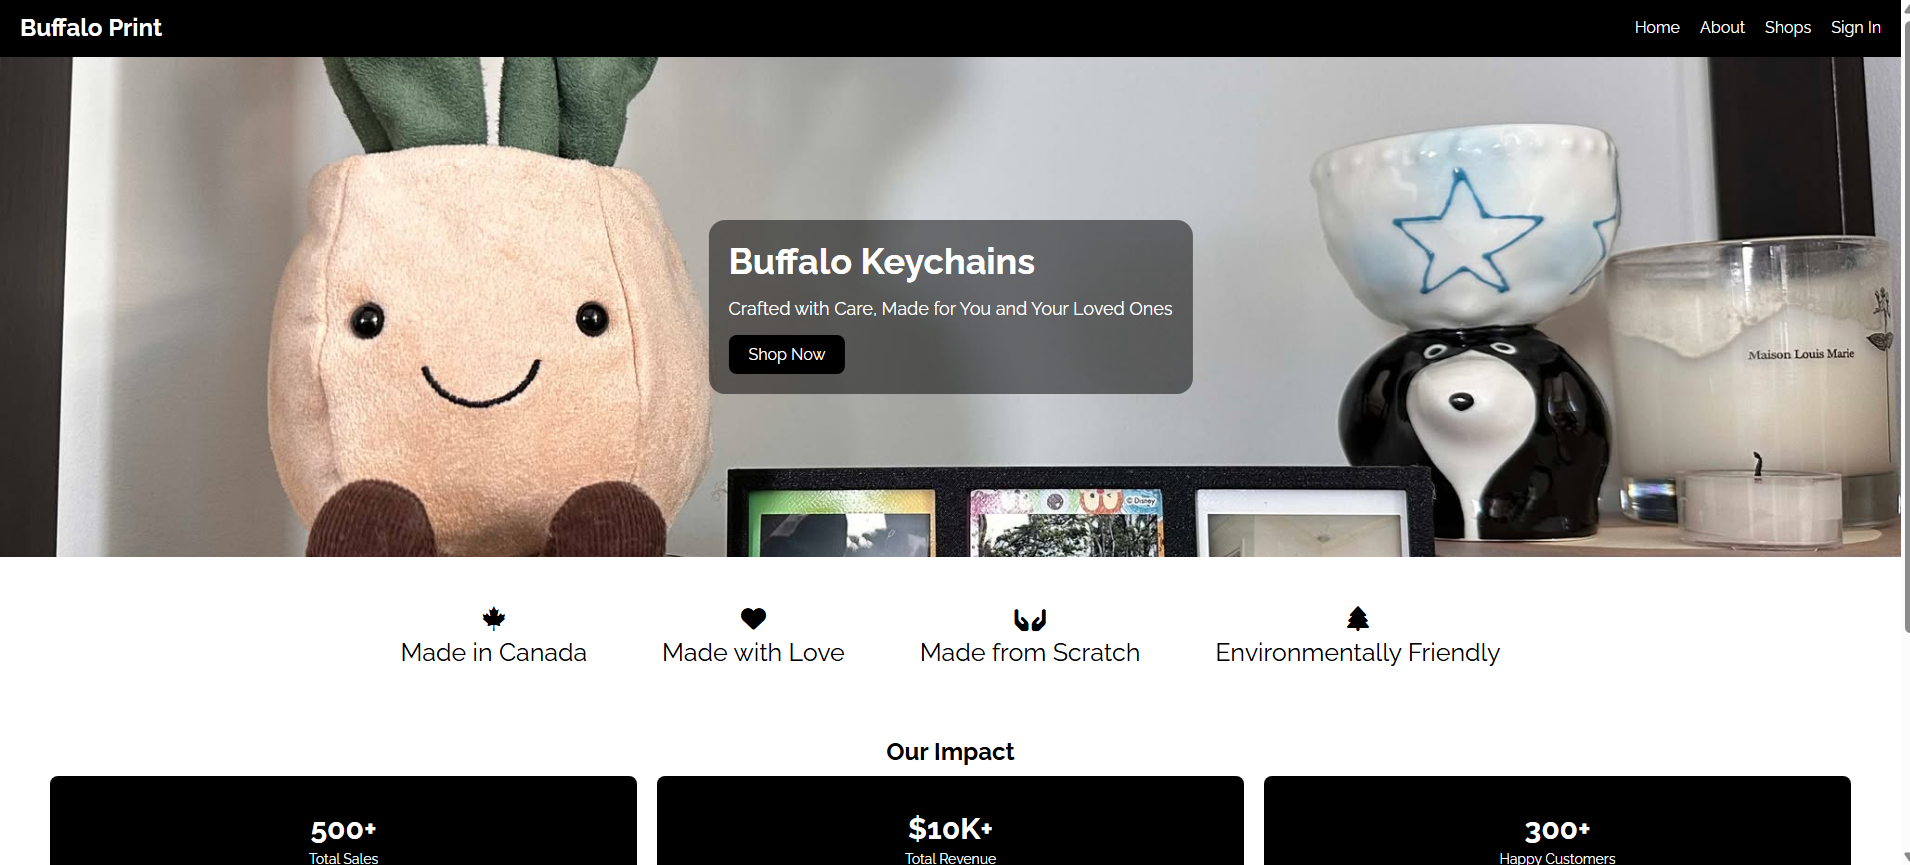 Buffalo Print
Home
About
Shops
Sign In
Buffalo Keychains
Crafted with Care, Made for You and Your Loved Ones
Shop Now
Maison Louis Marie
© Disney
Made in Canada
Made with Love
Made from Scratch
Environmentally Friendly
Our Impact
500+
Total Sales
$10K+
Total Revenue
300+
Happy Customers